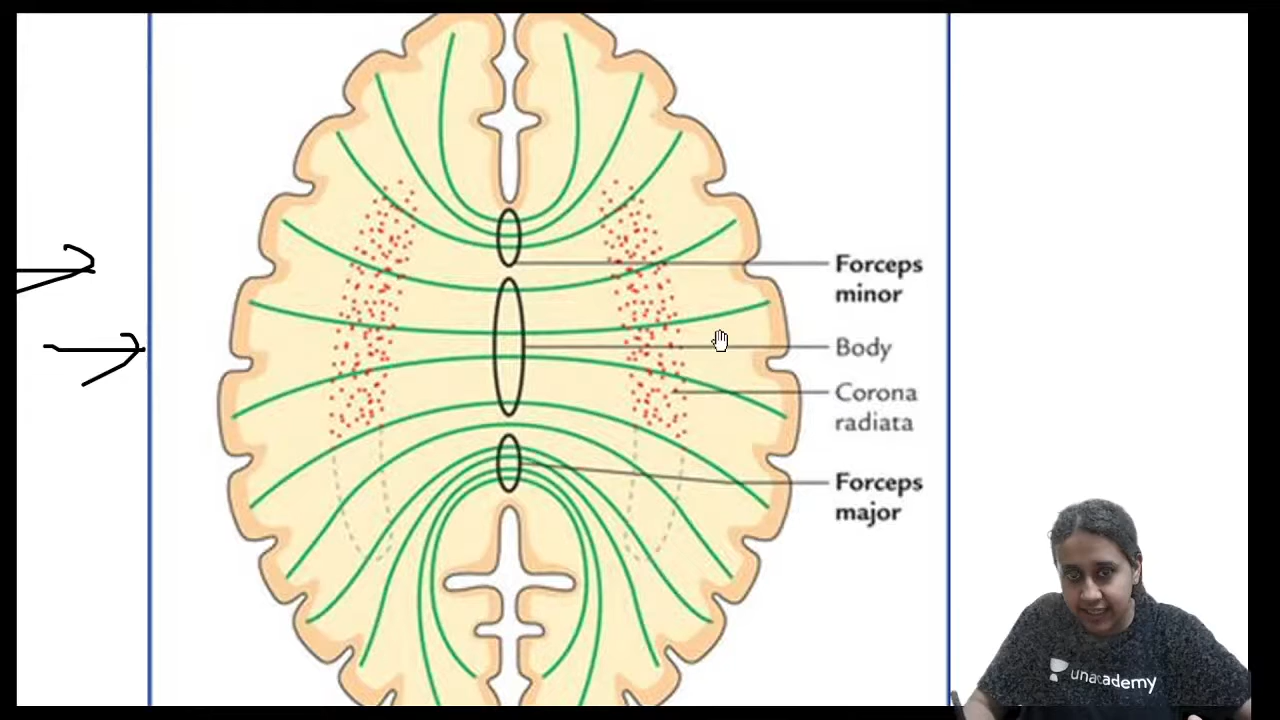 Forceps
minor
Body
Corona
radiata
Forceps
major
unacademy